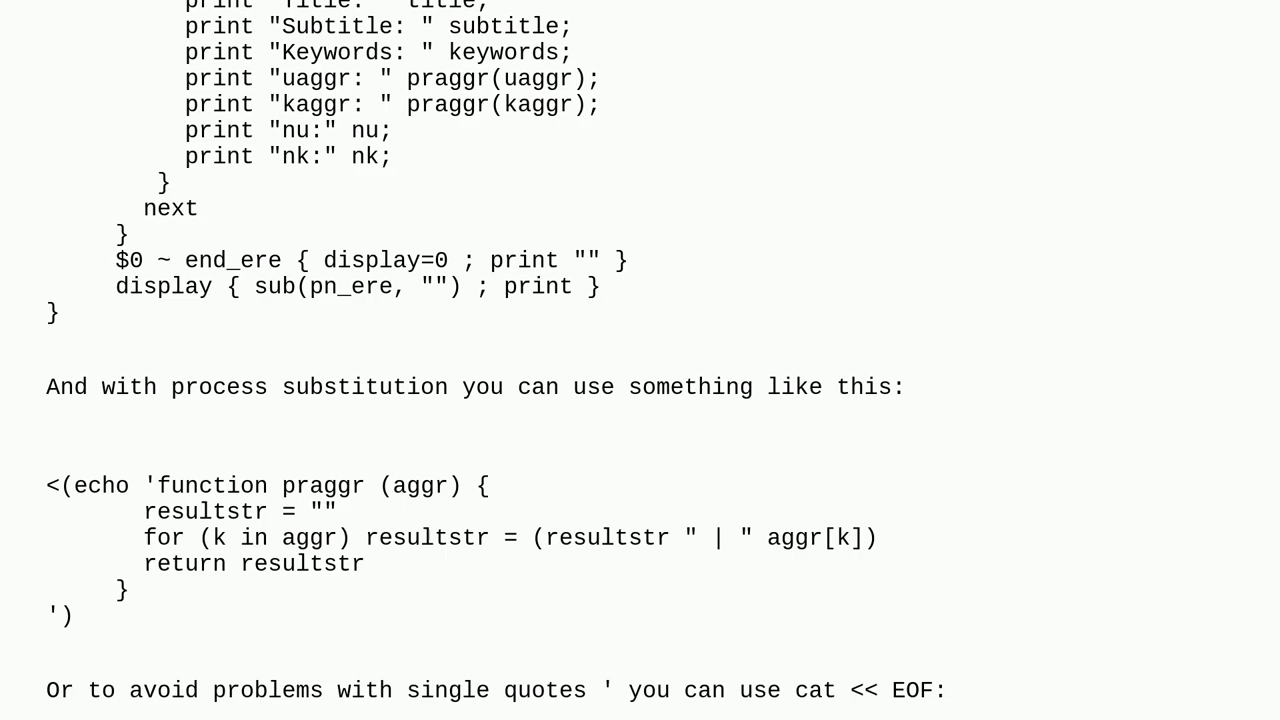 print "Title: " title;
print "Subtitle: " subtitle;
print "Keywords: " keywords;
print "uaggr: " praggr(uaggr);
print "kaggr: " praggr(kaggr);
print "nu:" nu;
print "nk:" nk;
}
next
}
$0 ~ end_ere { display=0 ; print "" }
display { sub(pn_ere, "") ; print }
}
And with process substitution you can use something like this:
<(echo 'function praggr (aggr) {
resultstr = ""
for (k in aggr) resultstr = (resultstr " | " aggr[k])
return resultstr
}
')
Or to avoid problems with single quotes ' you can use cat << EOF: